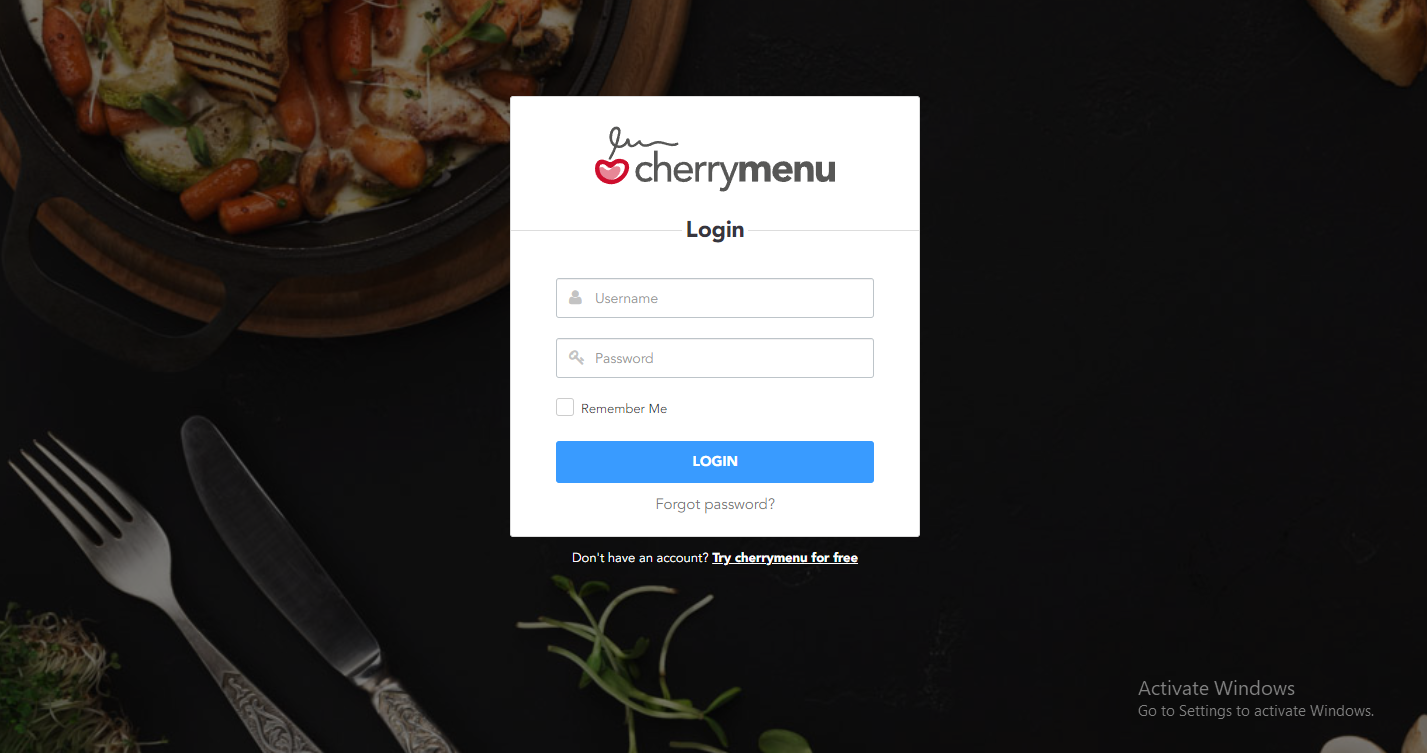 cherrymenu
Login
Username
Password
Remember Me
LOGIN
Forgot password?
Don't have an account? Try cherrymenu for free
Activate Windows
Go to Settings to activate Windows.